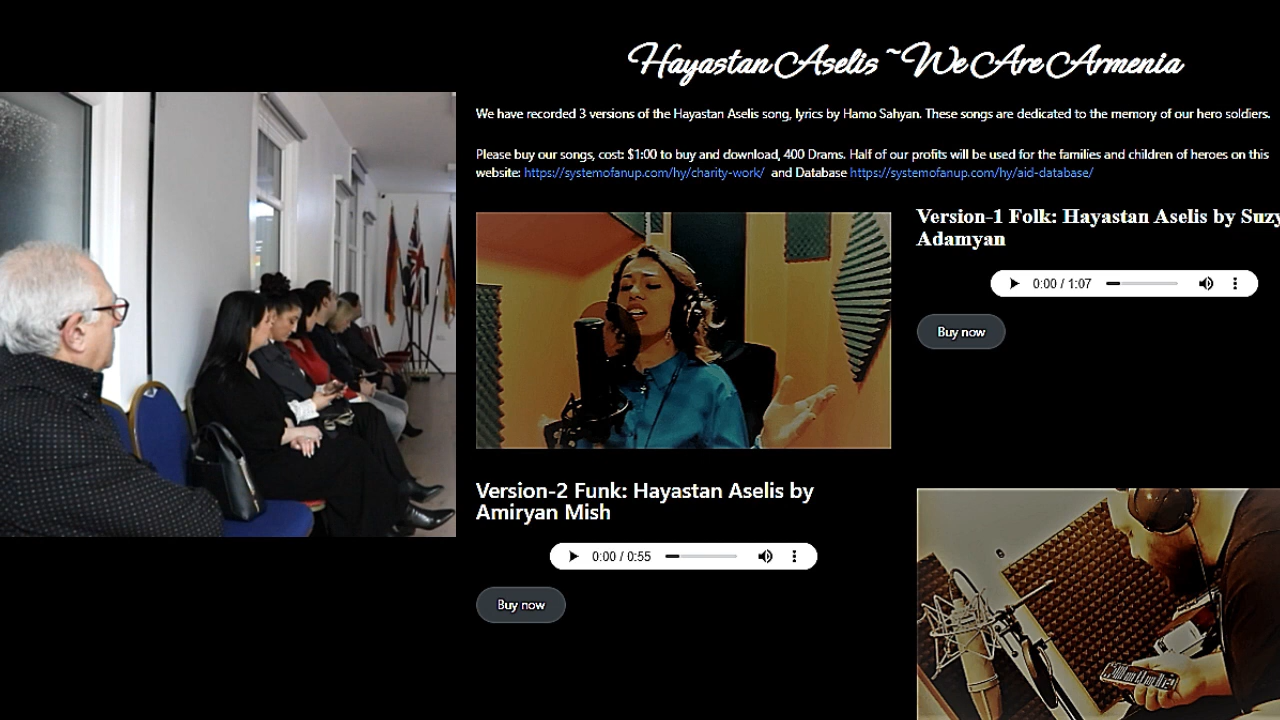 Hayastan Aselis ~ We Are Armenia
We have recorded 3 versions of the Hayastan Aselis song, lyrics by Hamo Sahyan. These songs are dedicated to the memory of our hero soldiers.
Please buy our songs, cost: $1:00 to buy and download, 400 Drams. Half of our profits will be used for the families and children of heroes on this
website: https://systemofanup.com/hy/charity-work/ and Database https://systemofanup.com/hy/aid-database/
Version-1 Folk: Hayastan Aselis by Suzy
Adamyan
0:00 / 1:07
Buy now
Version-2 Funk: Hayastan Aselis by
Amiryan Mish
0:00 / 0:55
Buy now